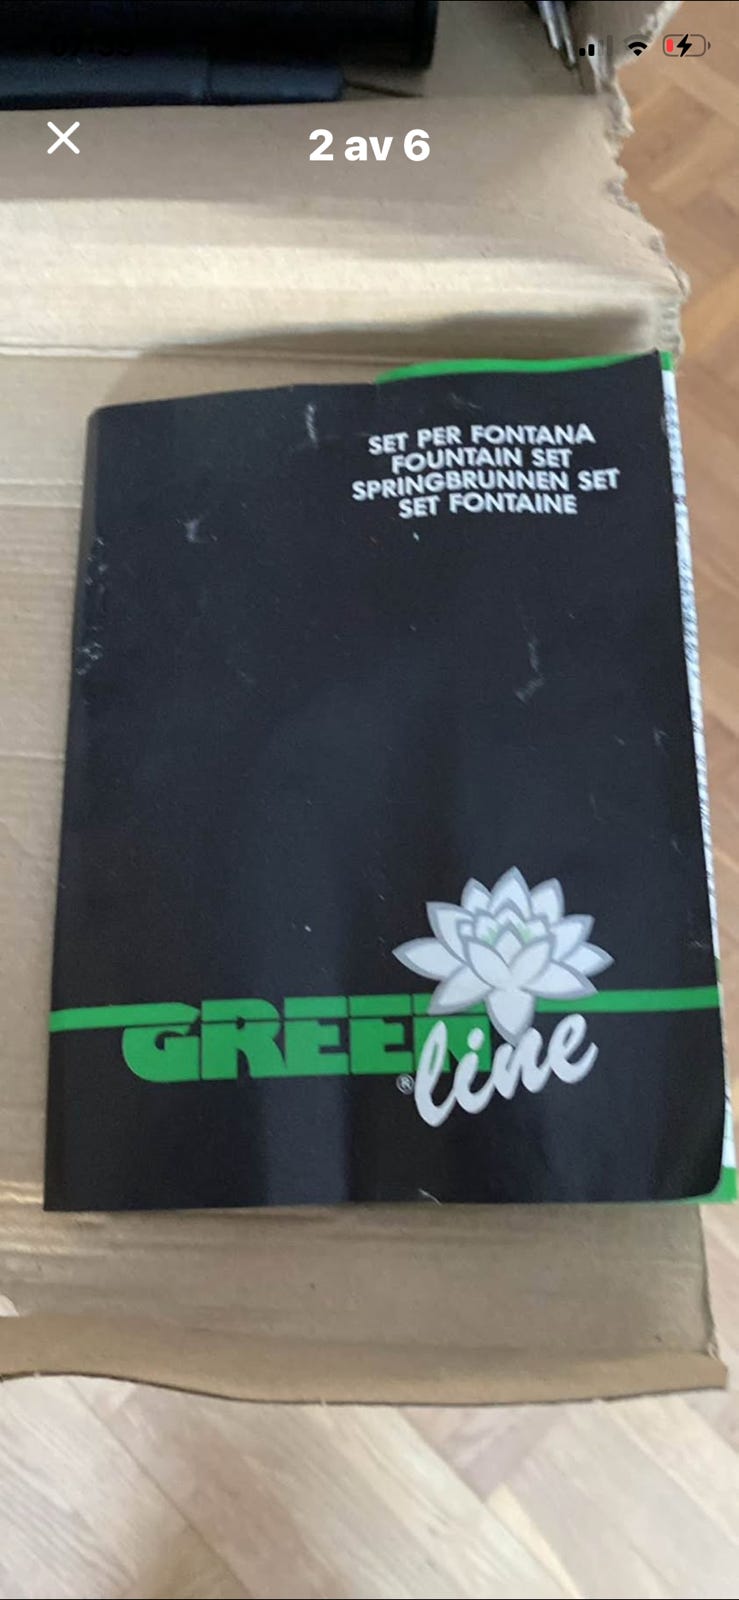 2 av 6
SET PER FONTANA
FOUNTAIN SET
SPRINGBRUNNEN SET
SET FONTAINE
GREEN
line
®